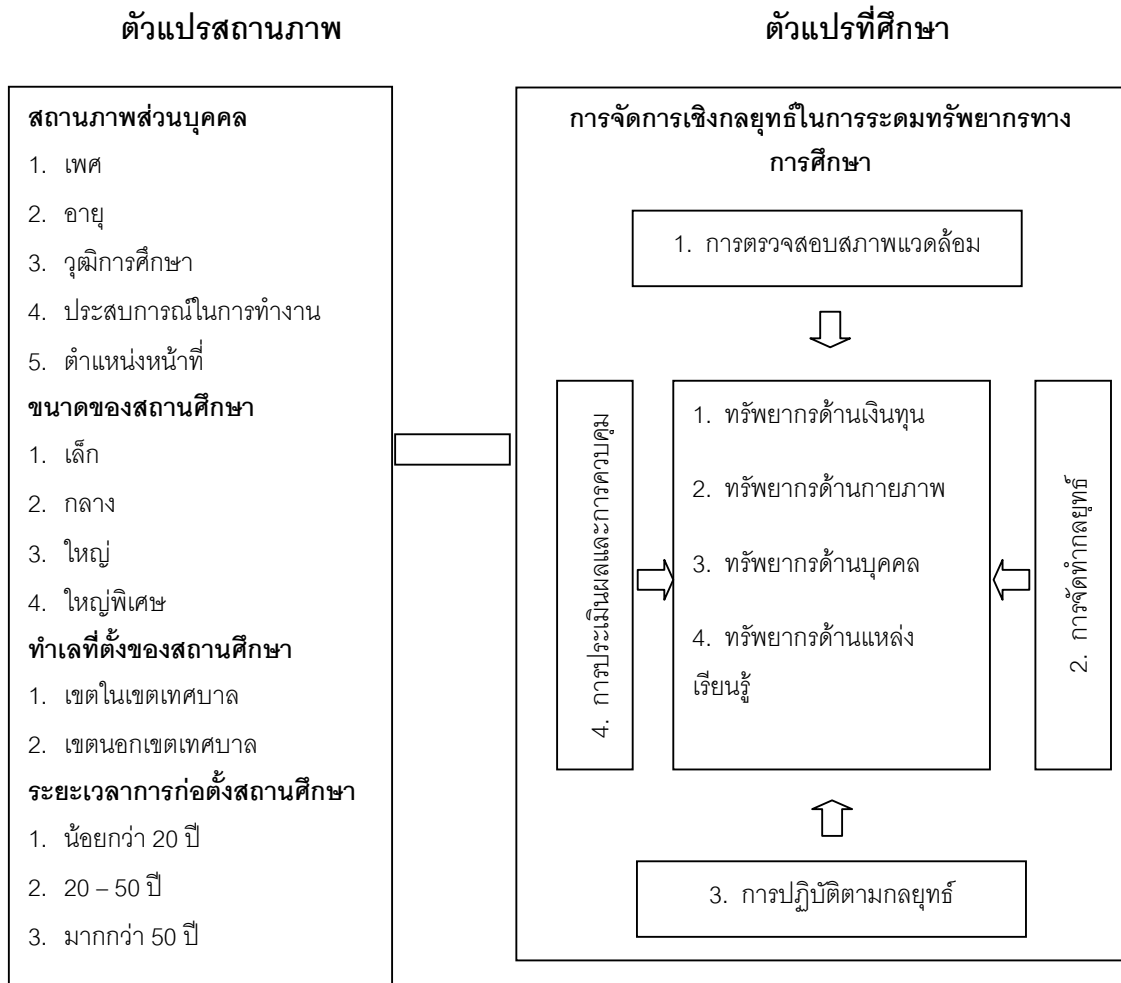 ตัวแปรสถานภาพ
ตัวแปรที่ศึกษา
สถานภาพส่วนบุคคล
1. เพศ
2. อายุ
3. วุฒิการศึกษา
4. ประสบการณ์ในการทำงาน
5. ตำแหน่งหน้าที่
ขนาดของสถานศึกษา
1. เล็ก
2. กลาง
3. ใหญ่
4. ใหญ่พิเศษ
ทำเลที่ตั้งของสถานศึกษา
1. เขตในเขตเทศบาล
2. เขตนอกเขตเทศบาล
ระยะเวลาการก่อตั้งสถานศึกษา
1. น้อยกว่า 20 ปี
2. 20 – 50 ปี
3. มากกว่า 50 ปี
การจัดการเชิงกลยุทธ์ในการระดมทรัพยากรทาง
การศึกษา
1. การตรวจสอบสภาพแวดล้อม
4. การประเมินผลและการควบคุม
1. ทรัพยากรด้านเงินทุน
2. ทรัพยากรด้านกายภาพ
3. ทรัพยากรด้านบุคคล
4. ทรัพยากรด้านแหล่ง
เรียนรู้
2. การจัดทำกลยุทธ์
3. การปฏิบัติตามกลยุทธ์